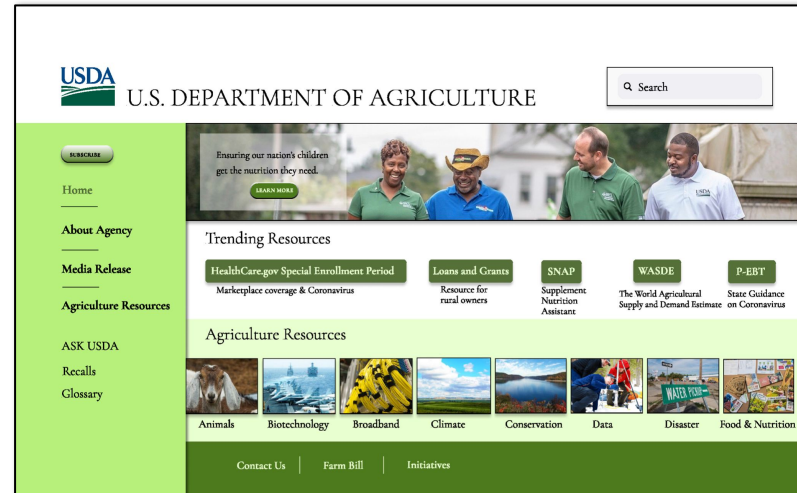 USDA
U.S. DEPARTMENT OF AGRICULTURE
Search
SUBSCRIBE
Home
About Agency
Media Release
Agriculture Resources
ASK USDA
Recalls
Glossary
Ensuring our nation's children
get the nutrition they need.
LEARN MORE
USDA
Trending Resources
HealthCare.gov Special Enrollment Period
Marketplace coverage & Coronavirus
Loans and Grants
Resource for
rural owners
SNAP
Supplement
Nutrition
Assistant
WASDE
The World Agricultural
Supply and Demand Estimate
P-EBT
State Guidance
on Coronavirus
Agriculture Resources
WATER PICNIC
Animals
Biotechnology
Broadband
Climate
Conservation
Data
Disaster
Food & Nutrition
Contact Us
Farm Bill
Initiatives